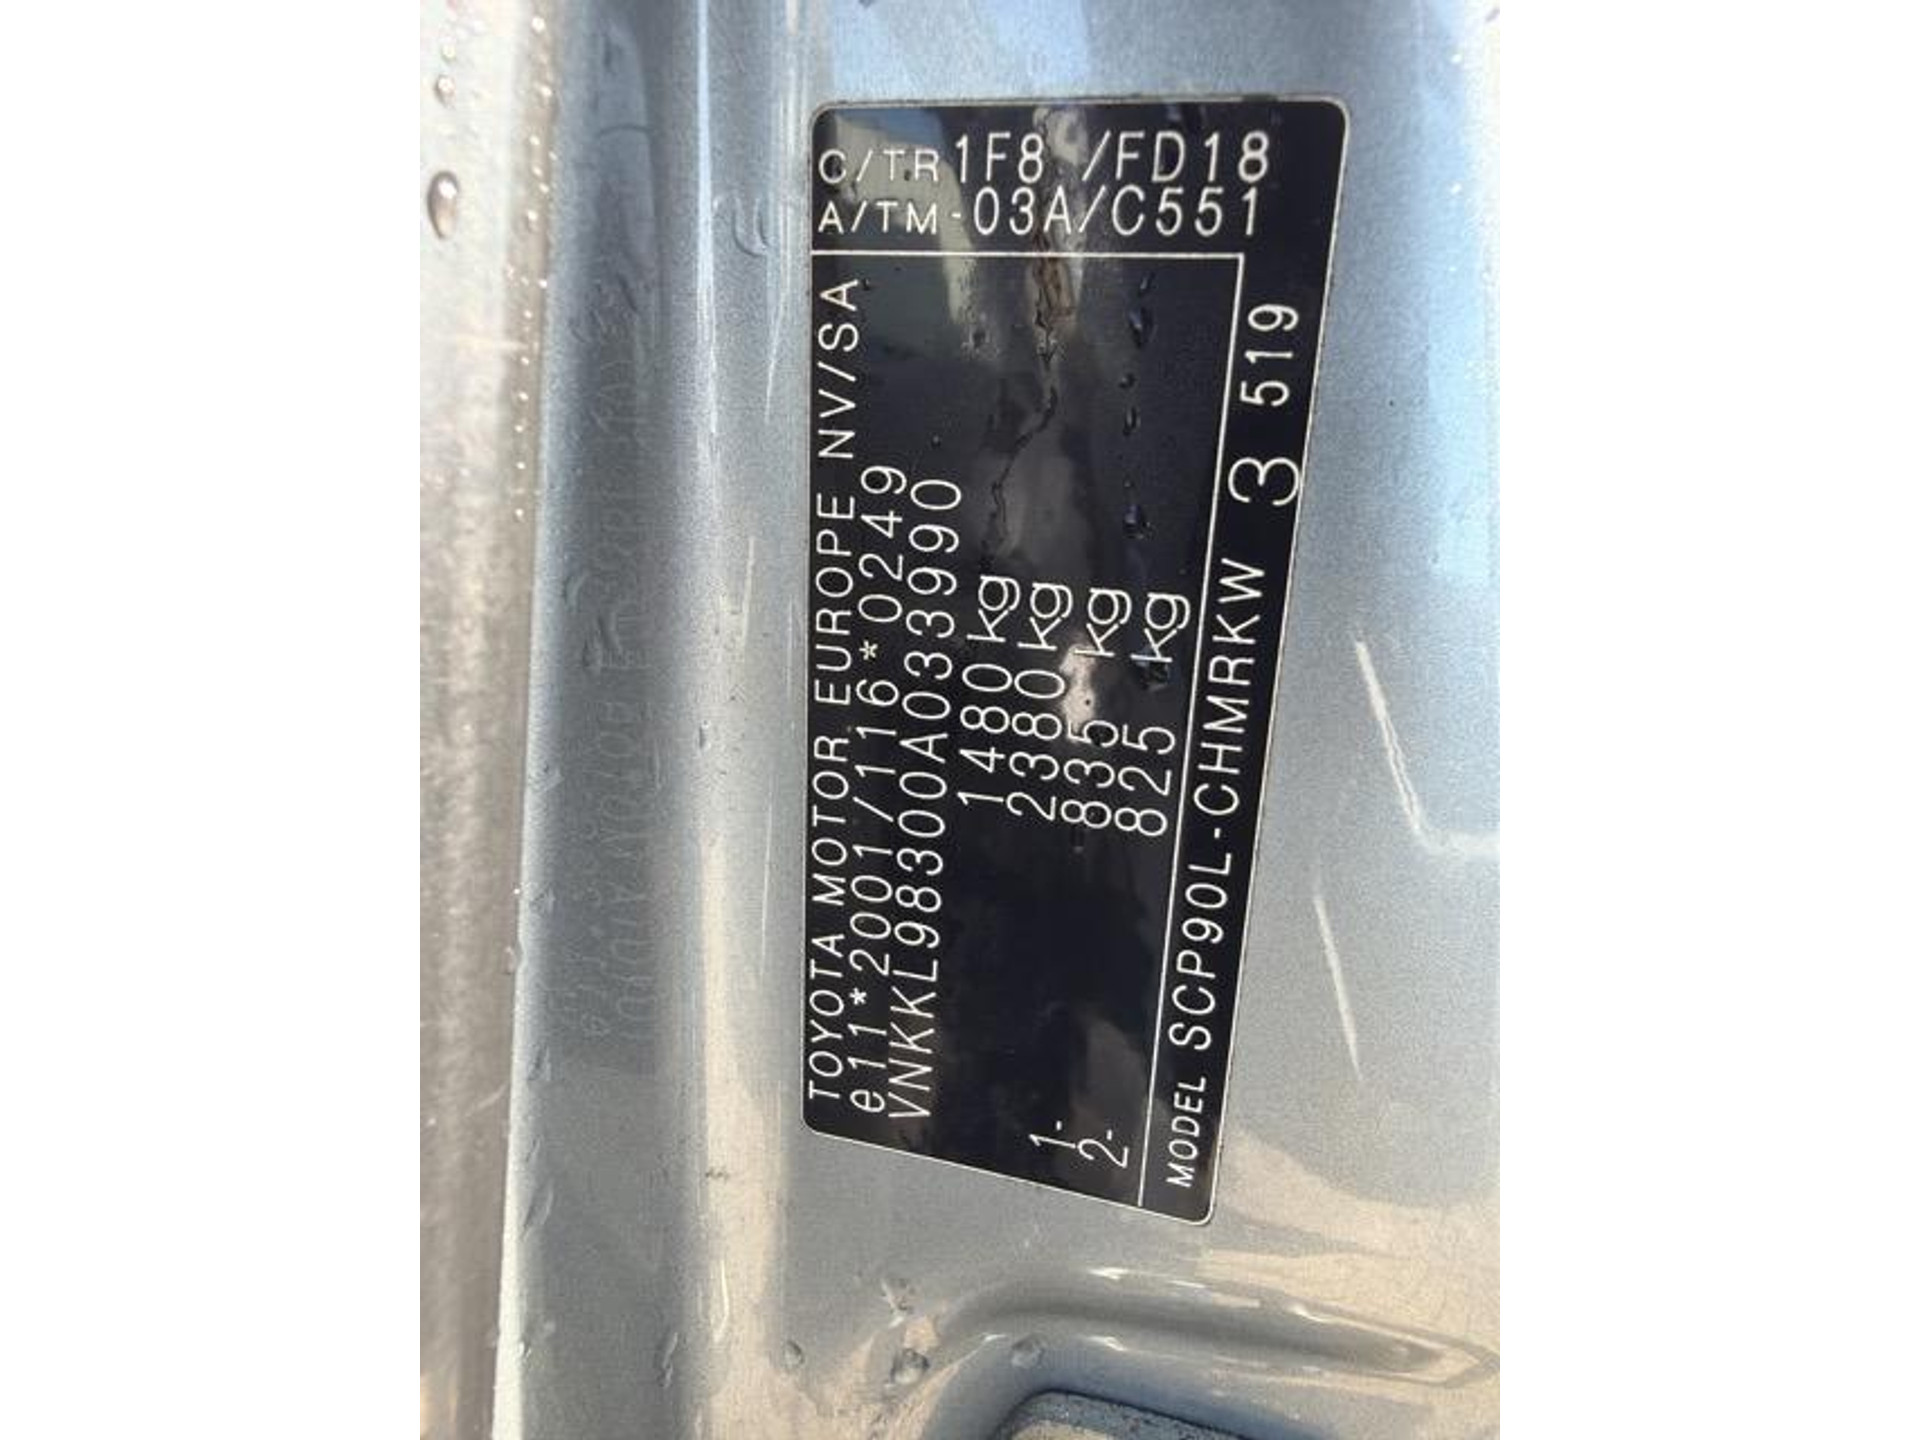 C/TR 1F8 /FD18
A/TM -03A/C551
TOYOTA MOTOR EUROPE NV/SA
e11*2001/116*0249
VNKKL98300A033990
1480 kg
2380 kg
1- 835 kg
2- 825 kg
MODEL SCP90L-CHMRKW 3 519